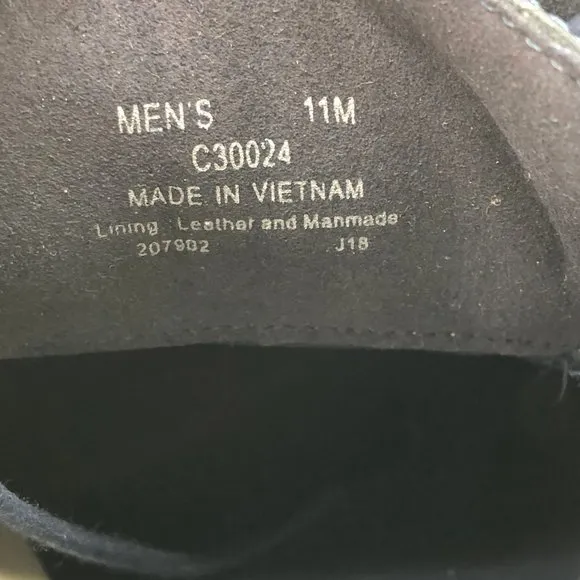 MEN'S 11M
C30024
MADE IN VIETNAM
Lining : Leather and Manmade
207902 J18